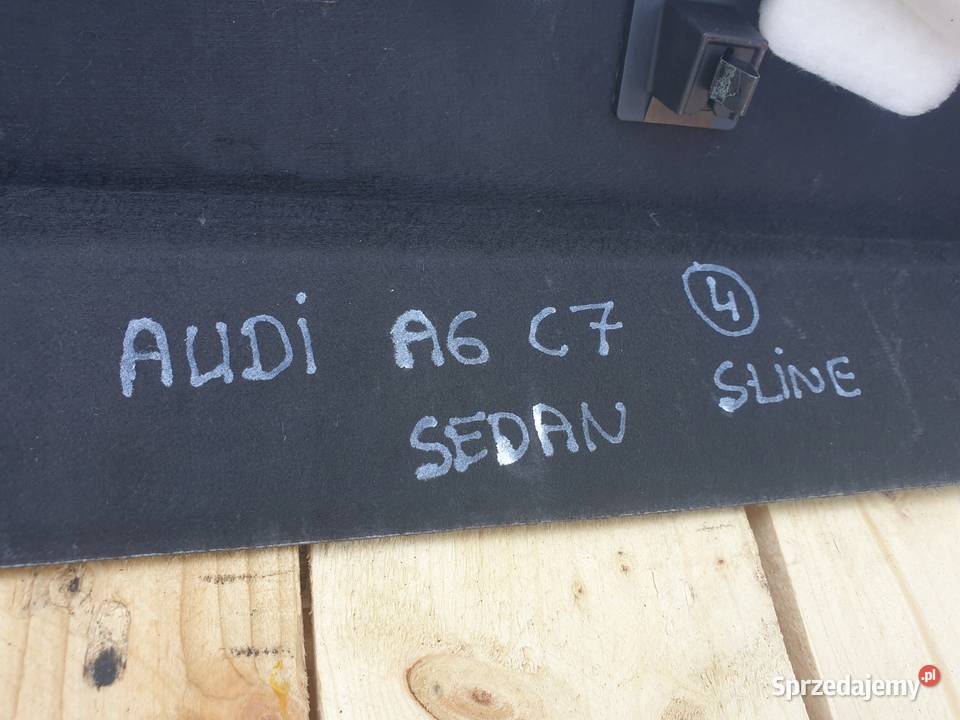 AUDi A6 C7 4
SEDAN SLiNE
Sprzedajemy.pl